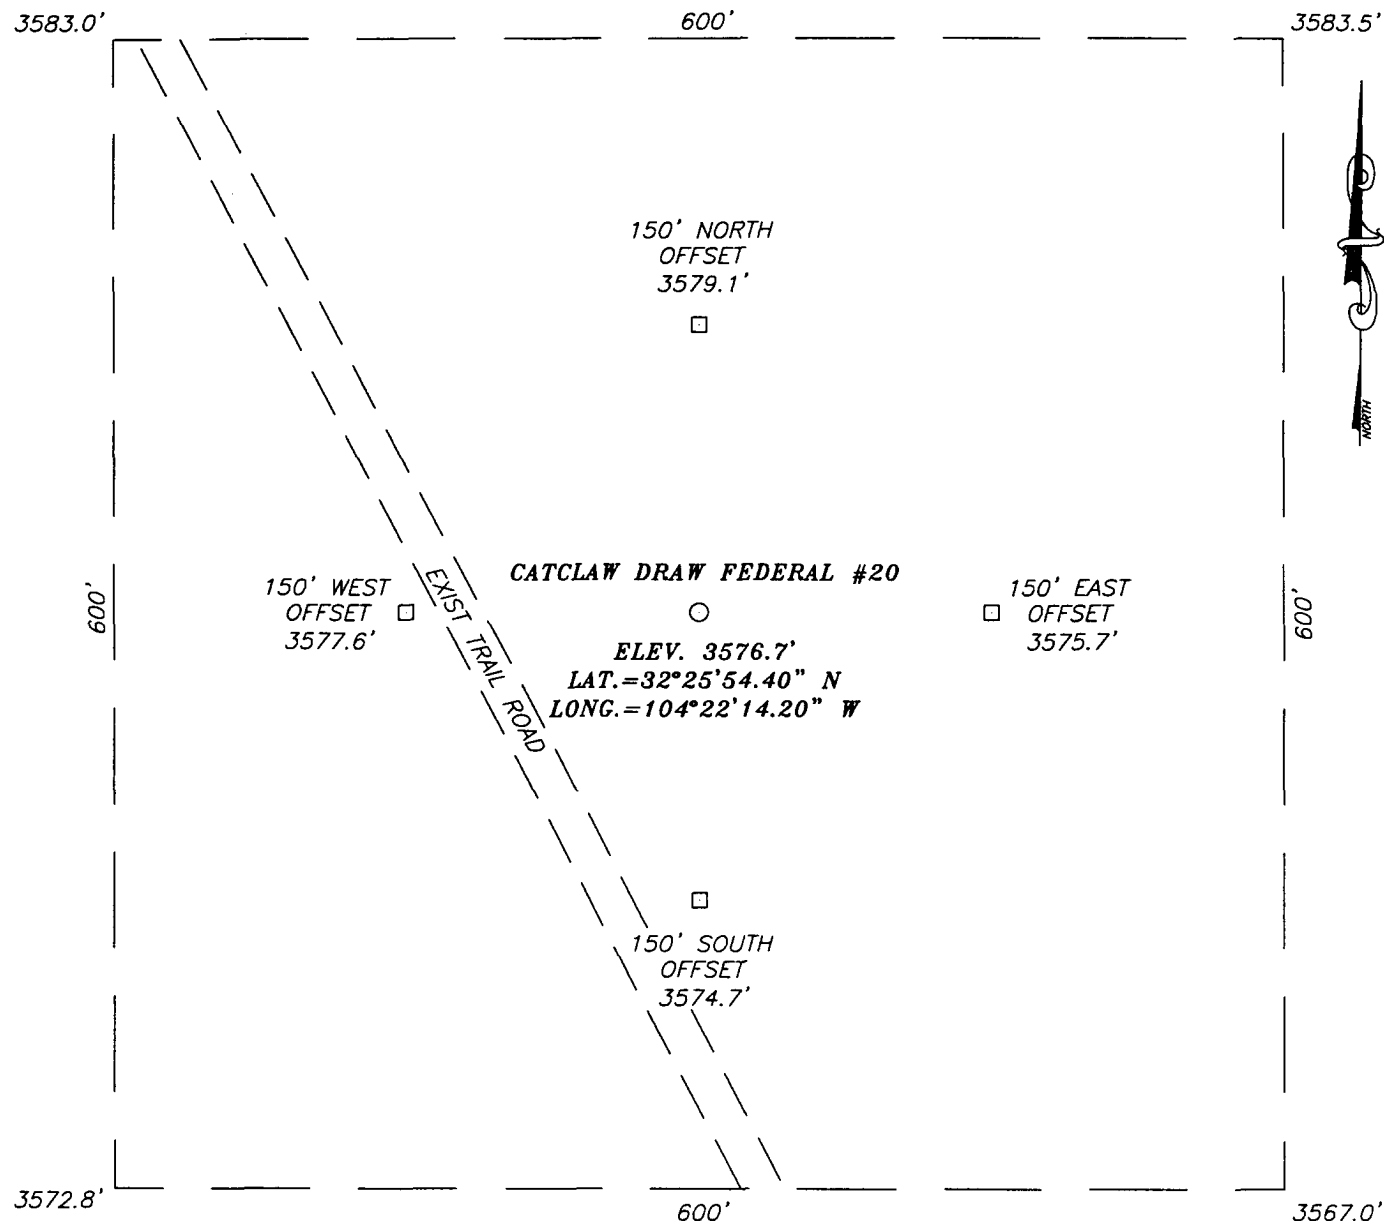 3583.0'
600'
3583.5'
150' NORTH
OFFSET
3579.1'
NORTH
600'
150' WEST
OFFSET
3577.6'
EXIST TRAIL ROAD
CATCLAW DRAW FEDERAL #20
ELEV. 3576.7'
LAT.=32°25'54.40" N
LONG.=104°22'14.20" W
150' EAST
OFFSET
3575.7'
600'
150' SOUTH
OFFSET
3574.7'
3572.8'
600'
3567.0'